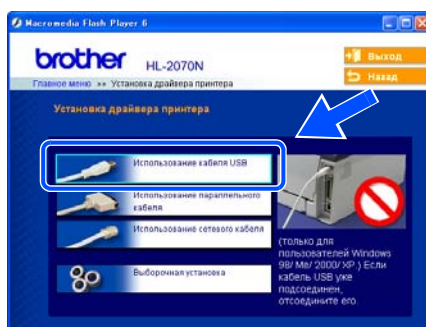 Macromedia Flash Player 6
brother HL-2070N
Выход
Назад
Главное меню >> Установка драйвера принтера
Установка драйвера принтера
Использование кабеля USB
Использование параллельного
кабеля
Использование сетевого кабеля
Выборочная установка
(только для
пользователей Windows
98/ Me/ 2000/ XP.) Если
кабель USB уже
подсоединен,
отсоедините его.